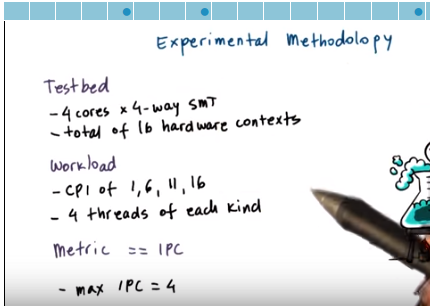 Experimental Methodology
Testbed
- 4 cores x 4-way SMT
- total of 16 hardware contexts
Workload
- CPI of 1, 6, 11, 16
- 4 threads of each kind
Metric == IPC
- max IPC = 4